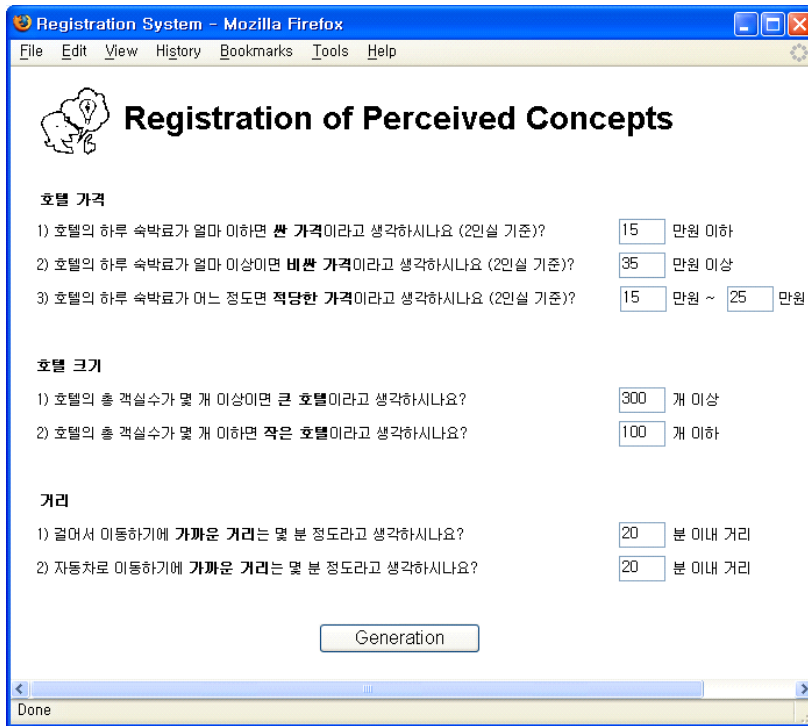 Registration System - Mozilla Firefox
File Edit View History Bookmarks Tools Help
Registration of Perceived Concepts
호텔 가격
1) 호텔의 하루 숙박료가 얼마 이하면 싼 가격이라고 생각하시나요 (2인실 기준)? 15 만원 이하
2) 호텔의 하루 숙박료가 얼마 이상이면 비싼 가격이라고 생각하시나요 (2인실 기준)? 35 만원 이상
3) 호텔의 하루 숙박료가 어느 정도면 적당한 가격이라고 생각하시나요 (2인실 기준)? 15 만원 ~ 25 만원
호텔 크기
1) 호텔의 총 객실수가 몇 개 이상이면 큰 호텔이라고 생각하시나요? 300 개 이상
2) 호텔의 총 객실수가 몇 개 이하면 작은 호텔이라고 생각하시나요? 100 개 이하
거리
1) 걸어서 이동하기에 가까운 거리는 몇 분 정도라고 생각하시나요? 20 분 이내 거리
2) 자동차로 이동하기에 가까운 거리는 몇 분 정도라고 생각하시나요? 20 분 이내 거리
Generation
Done